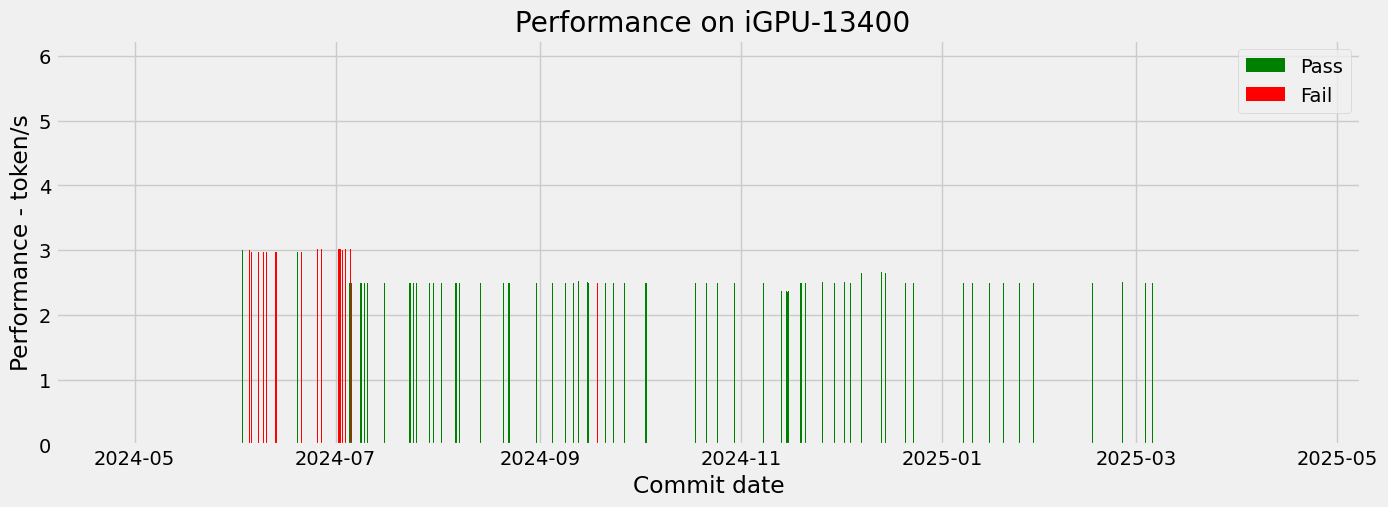 Performance on iGPU-13400
Pass
Fail
Performance - token/s
6
5
4
3
2
1
0
2024-05
2024-07
2024-09
2024-11
2025-01
2025-03
2025-05
Commit date